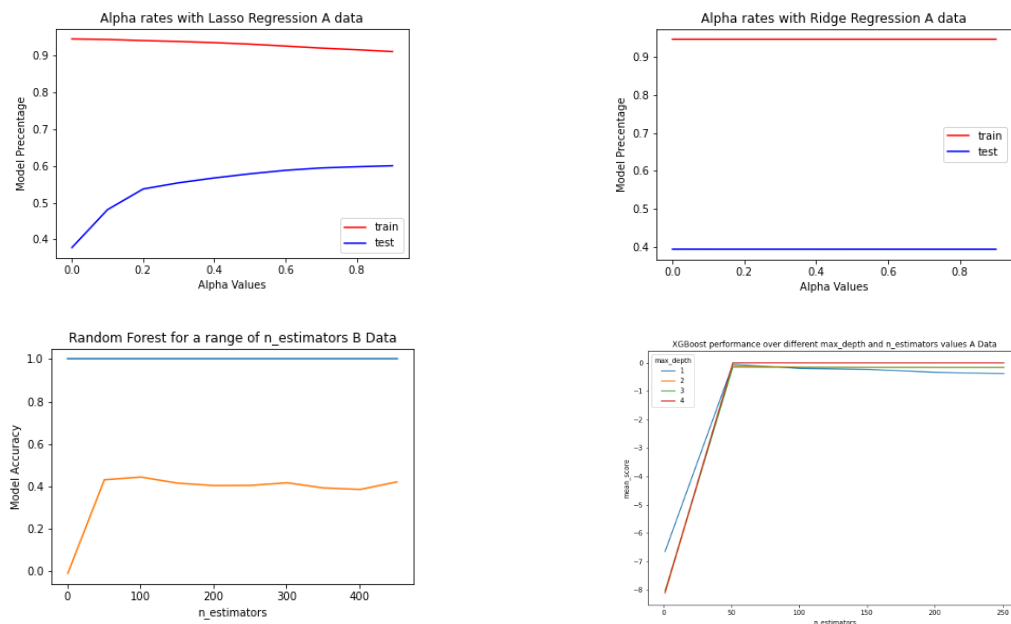 Alpha rates with Lasso Regression A data
0.9
0.8
0.7
0.6
0.5
0.4
Model Precentage
train
test
0.0 0.2 0.4 0.6 0.8
Alpha Values
Alpha rates with Ridge Regression A data
0.9
0.8
0.7
0.6
0.5
0.4
Model Precentage
train
test
0.0 0.2 0.4 0.6 0.8
Alpha Values
Random Forest for a range of n_estimators B Data
1.0
0.8
0.6
0.4
0.2
0.0
Model Accuracy
0 100 200 300 400
n_estimators
XGBoost performance over different max_depth and n_estimators values A Data
max_depth
1
2
3
4
0
−1
−2
−3
−4
−5
−6
−7
−8
mean_score
0 50 100 150 200 250
n_estimators